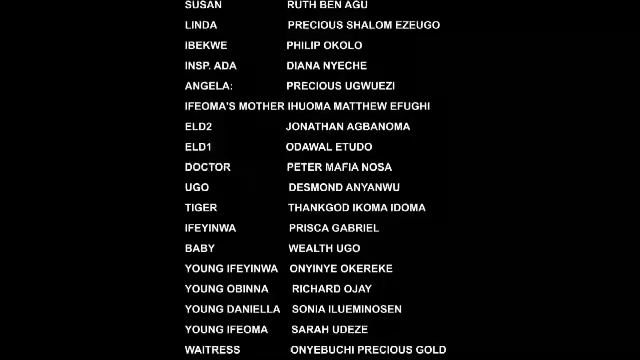 SUSAN RUTH BEN AGU
LINDA PRECIOUS SHALOM EZEUGO
IBEKWE PHILIP OKOLO
INSP. ADA DIANA NYECHE
ANGELA: PRECIOUS UGWUEZI
IFEOMA'S MOTHER IHUOMA MATTHEW EFUGHI
ELD2 JONATHAN AGBANOMA
ELD1 ODAWAL ETUDO
DOCTOR PETER MAFIA NOSA
UGO DESMOND ANYANWU
TIGER THANKGOD IKOMA IDOMA
IFEYINWA PRISCA GABRIEL
BABY WEALTH UGO
YOUNG IFEYINWA ONYINYE OKEREKE
YOUNG OBINNA RICHARD OJAY
YOUNG DANIELLA SONIA ILUEMINOSEN
YOUNG IFEOMA SARAH UDEZE
WAITRESS ONYEBUCHI PRECIOUS GOLD